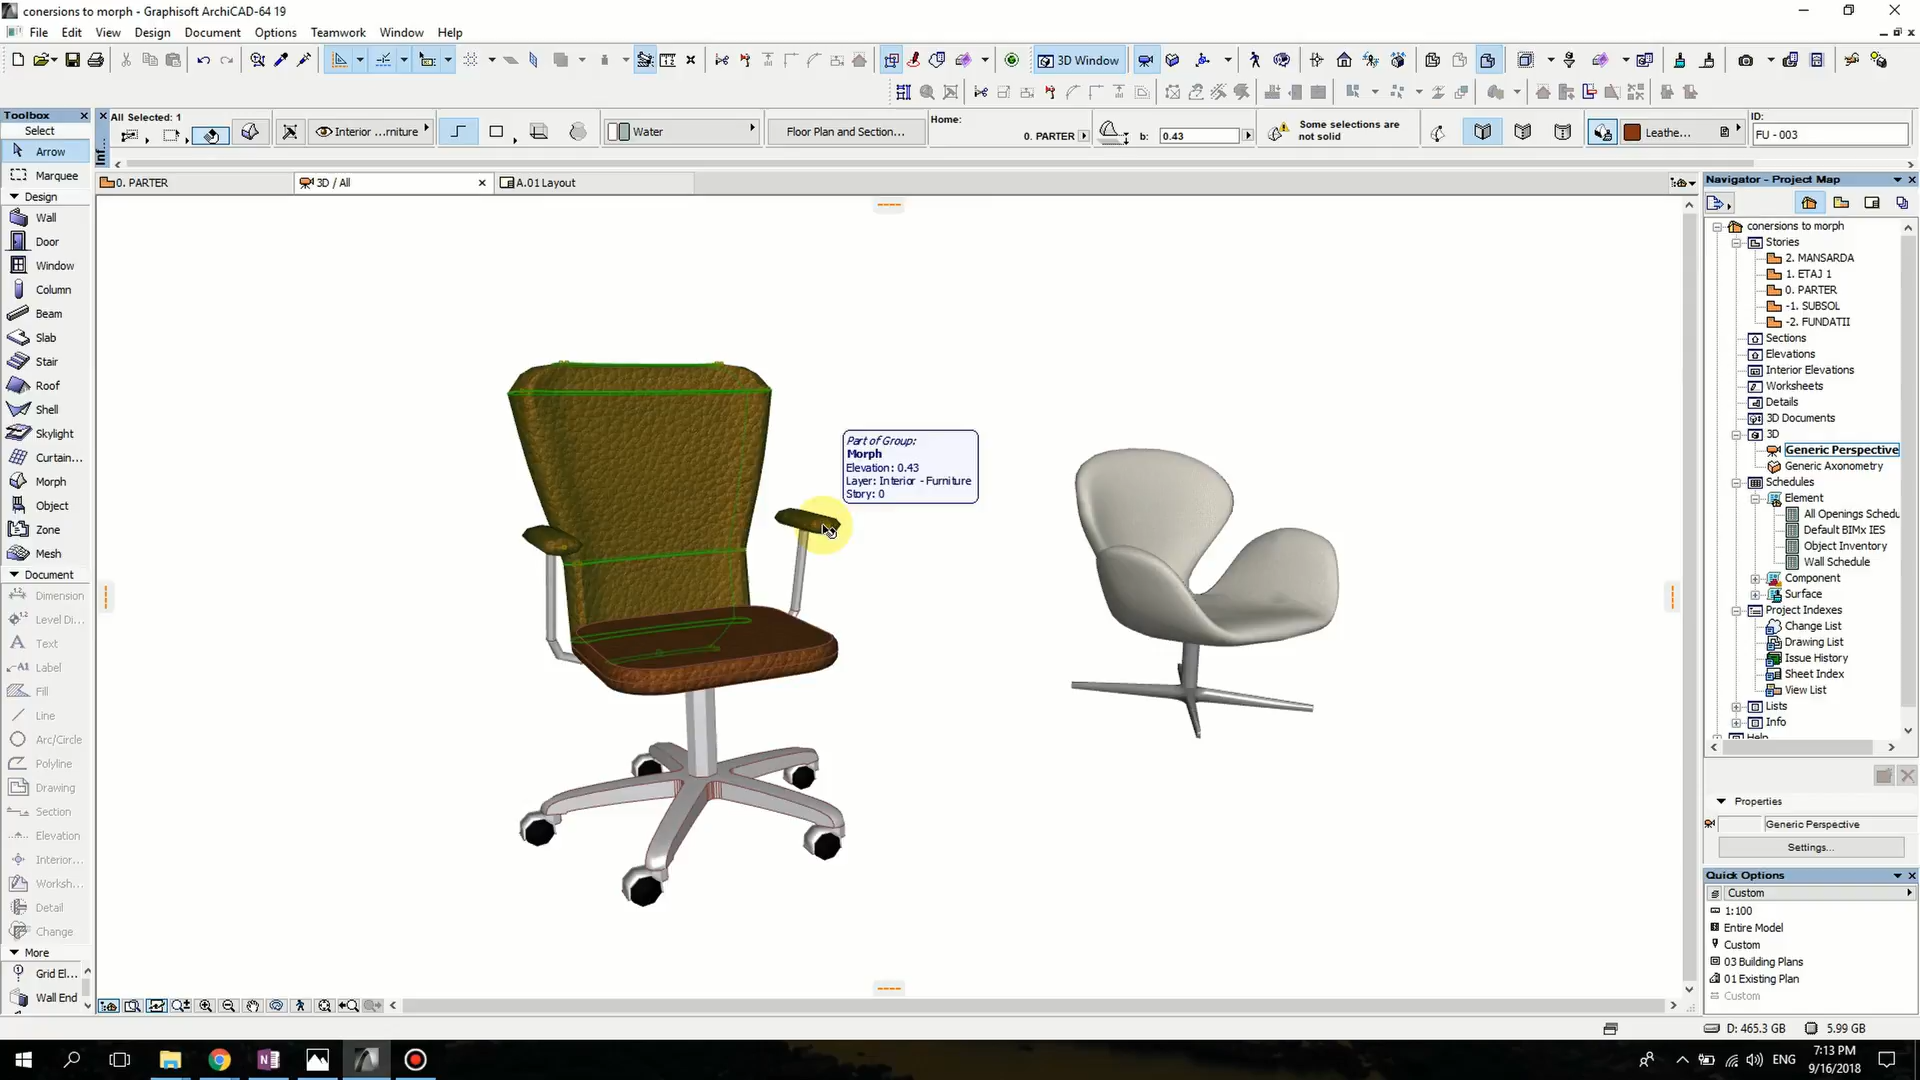 conersions to morph - Graphisoft ArchiCAD-64 19
File Edit View Design Document Options Teamwork Window Help
3D Window
Toolbox
Select
Arrow
Marquee
Design
Wall
Door
Window
Column
Beam
Slab
Stair
Roof
Shell
Skylight
Curtain...
Morph
Object
Zone
Mesh
Document
Dimension
Level Di...
Text
Label
Fill
Line
Arc/Circle
Polyline
Drawing
Section
Elevation
Interior...
Worksh...
Detail
Change
More
Grid El...
Wall End
All Selected: 1
Interior ...rniture
Water
Floor Plan and Section...
Home:
0. PARTER
b: 0.43
Some selections are
not solid
Leathe...
ID:
FU - 003
0. PARTER
3D / All
A.01 Layout
Part of Group:
Morph
Elevation: 0.43
Layer: Interior - Furniture
Story: 0
Navigator - Project Map
conersions to morph
Stories
2. MANSARDA
1. ETAJ 1
0. PARTER
-1. SUBSOL
-2. FUNDATII
Sections
Elevations
Interior Elevations
Worksheets
Details
3D Documents
3D
Generic Perspective
Generic Axonometry
Schedules
Element
All Openings Schedu
Default BIMx IES
Object Inventory
Wall Schedule
Component
Surface
Project Indexes
Change List
Drawing List
Issue History
Sheet Index
View List
Lists
Info
Help
Properties
Generic Perspective
Settings...
Quick Options
Custom
1:100
Entire Model
Custom
03 Building Plans
01 Existing Plan
Custom
D: 465.3 GB
5.99 GB
ENG
7:13 PM
9/16/2018